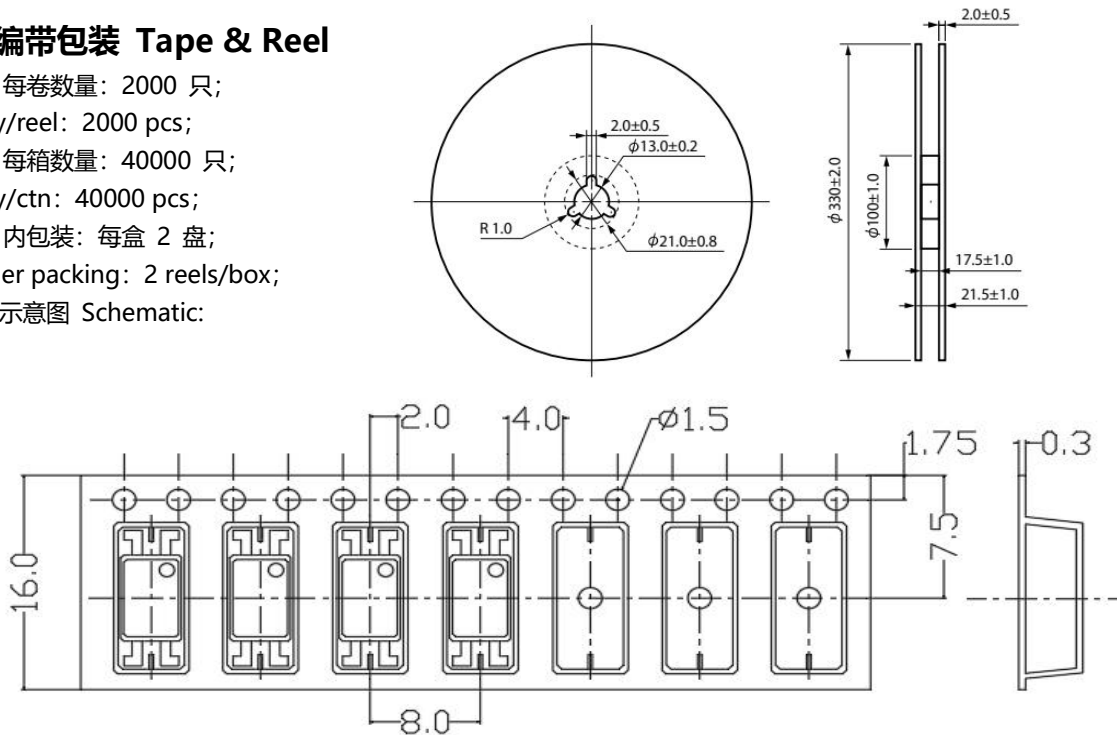 编带包装 Tape & Reel
每卷数量：2000 只；
y/reel：2000 pcs；
每箱数量：40000 只；
y/ctn：40000 pcs；
内包装：每盒 2 盘；
er packing：2 reels/box；
示意图 Schematic:
2.0±0.5
2.0±0.5
ϕ13.0±0.2
R 1.0
ϕ21.0±0.8
ϕ330±2.0
ϕ100±1.0
17.5±1.0
21.5±1.0
2.0
4.0
Ø1.5
1.75
0.3
16.0
7.5
8.0